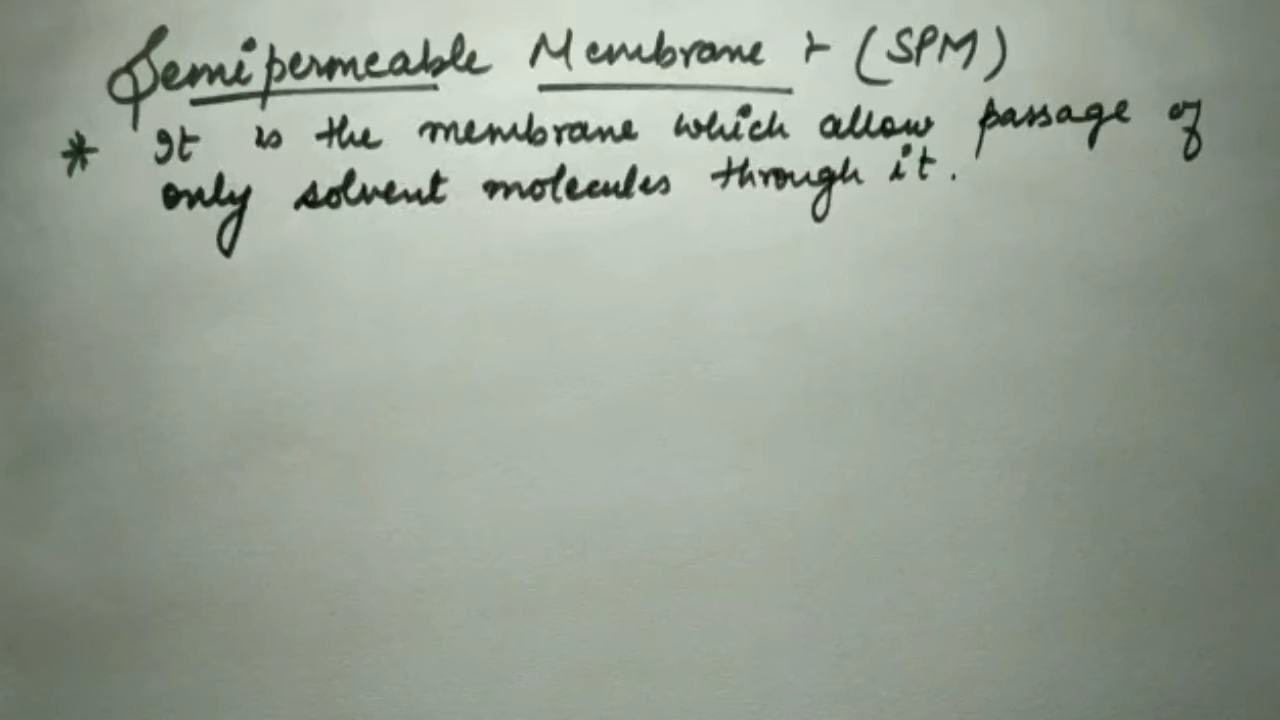 Semipermeable Membrane :- (SPM)
* It is the membrane which allow passage of
only solvent molecules through it.